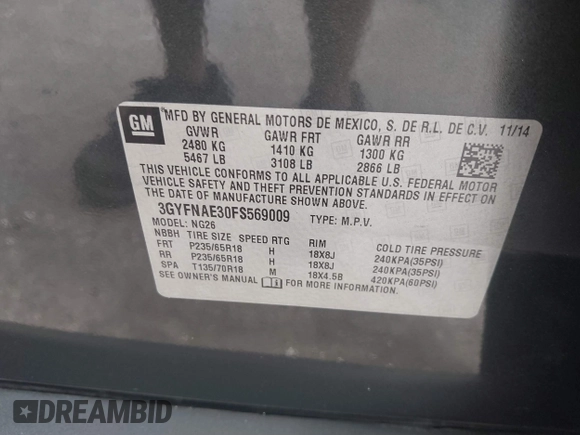 GM
MFD BY GENERAL MOTORS DE MEXICO, S. DE R.L. DE C.V. 11/14
GVWR GAWR FRT GAWR RR
2480 KG 1410 KG 1300 KG
5467 LB 3108 LB 2866 LB
THIS VEHICLE CONFORMS TO ALL APPLICABLE U.S. FEDERAL MOTOR
VEHICLE SAFETY AND THEFT PREVENTION STANDARDS IN EFFECT ON
THE DATE OF MANUFACTURE SHOWN ABOVE.
3GYFNAE30FS569009 TYPE: M.P.V.
MODEL: NG26
NBBH TIRE SIZE SPEED RTG RIM COLD TIRE PRESSURE
FRT P235/65R18 H 18X8J 240KPA(35PSI)
RR P235/65R18 H 18X8J 240KPA(35PSI)
SPA T135/70R18 M 18X4.5B 420KPA(60PSI)
SEE OWNER'S MANUAL FOR MORE INFORMATION.
DREAMBID